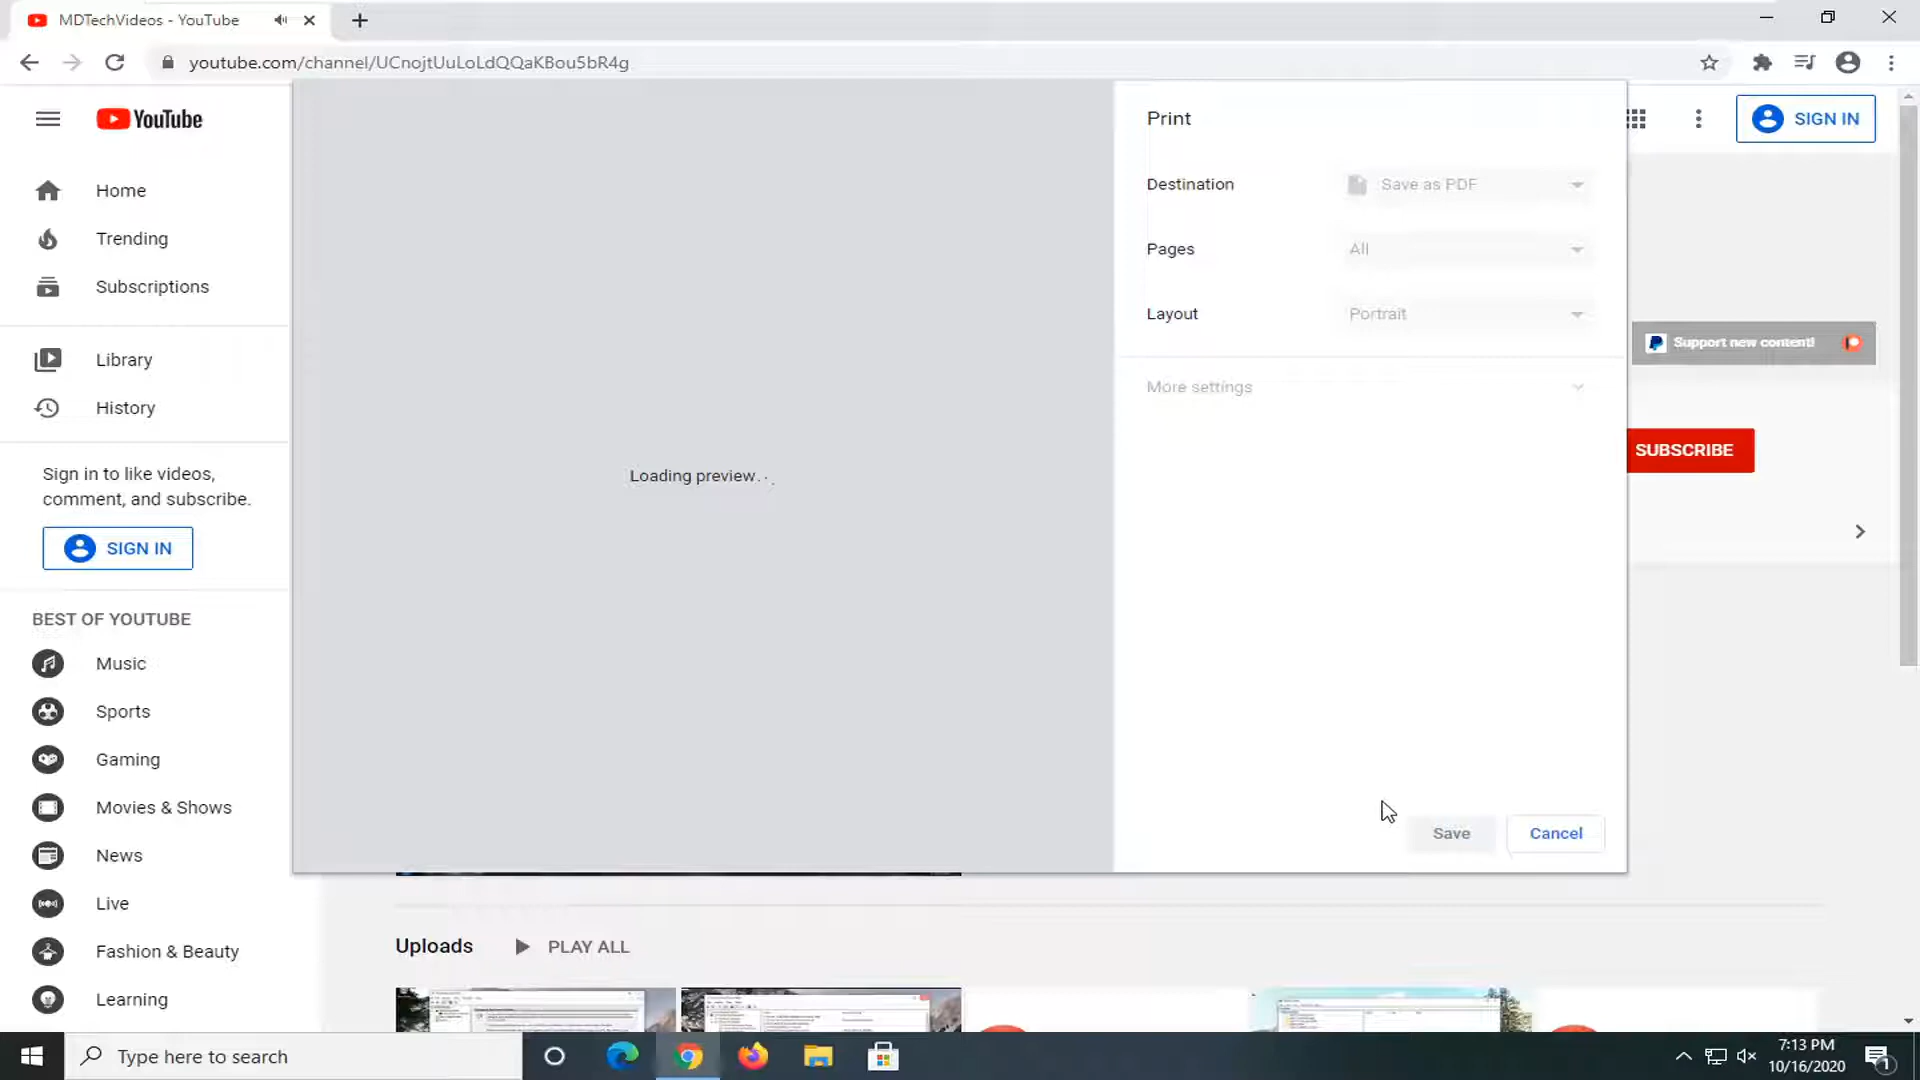 MDTechVideos - YouTube
youtube.com/channel/UCnojtUuLoLdQQaKBou5bR4g
YouTube
SIGN IN
Home
Trending
Subscriptions
Library
History
Sign in to like videos,
comment, and subscribe.
SIGN IN
BEST OF YOUTUBE
Music
Sports
Gaming
Movies & Shows
News
Live
Fashion & Beauty
Learning
Loading preview...
Print
Destination
Save as PDF
Pages
All
Layout
Portrait
More settings
Save
Cancel
Support new content!
SUBSCRIBE
Uploads
PLAY ALL
Type here to search
7:13 PM
10/16/2020
1